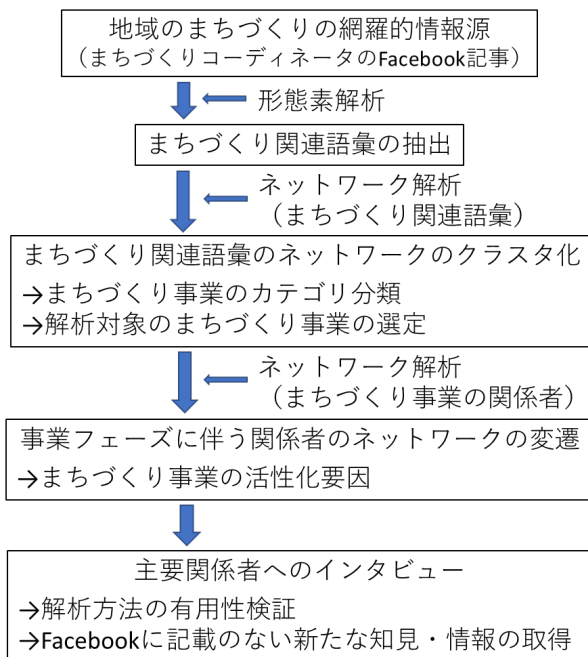 地域のまちづくりの網羅的情報源
(まちづくりコーディネータのFacebook記事)
形態素解析
まちづくり関連語彙の抽出
ネットワーク解析
(まちづくり関連語彙)
まちづくり関連語彙のネットワークのクラスタ化
→まちづくり事業のカテゴリ分類
→解析対象のまちづくり事業の選定
ネットワーク解析
(まちづくり事業の関係者)
事業フェーズに伴う関係者のネットワークの変遷
→まちづくり事業の活性化要因
主要関係者へのインタビュー
→解析方法の有用性検証
→Facebookに記載のない新たな知見・情報の取得